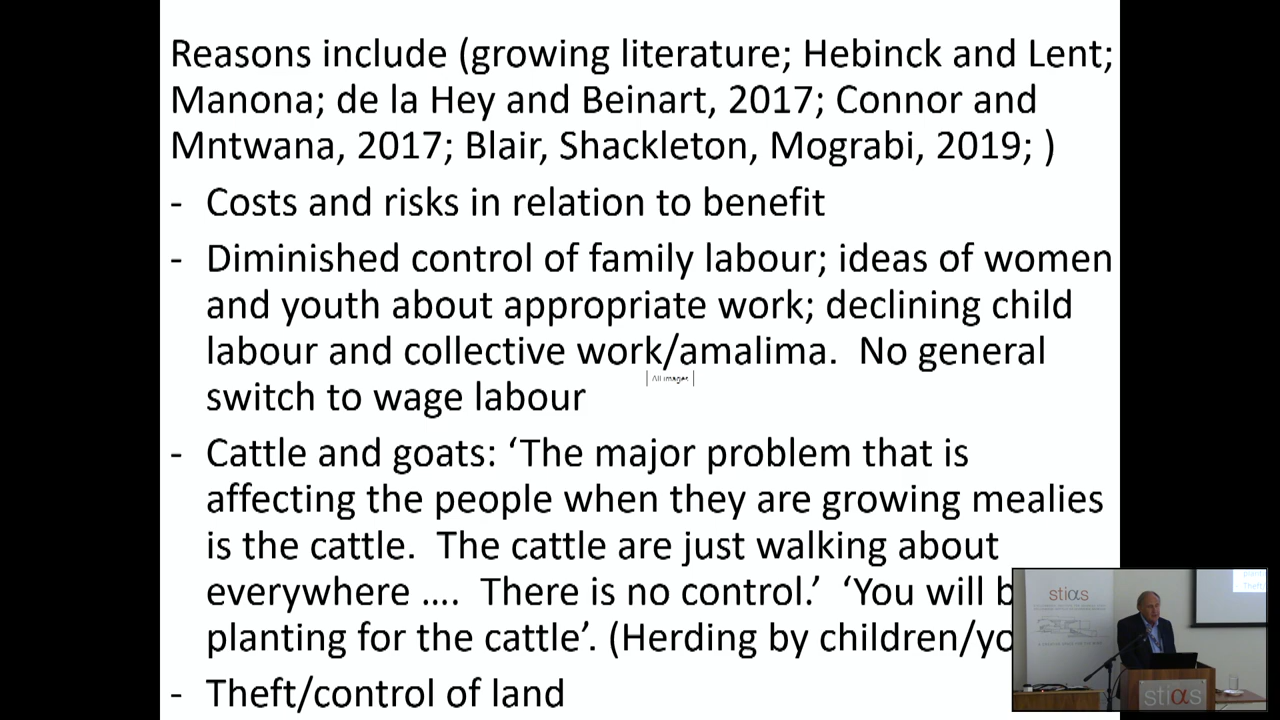 Reasons include (growing literature; Hebinck and Lent;
Manona; de la Hey and Beinart, 2017; Connor and
Mntwana, 2017; Blair, Shackleton, Mograbi, 2019; )
- Costs and risks in relation to benefit
- Diminished control of family labour; ideas of women
and youth about appropriate work; declining child
labour and collective work/amalima.  No general
All images
switch to wage labour
- Cattle and goats: ‘The major problem that is
affecting the people when they are growing mealies
is the cattle.  The cattle are just walking about
everywhere ….  There is no control.’  ‘You will b
planting for the cattle’. (Herding by children/yo
- Theft/control of land
stias
stias